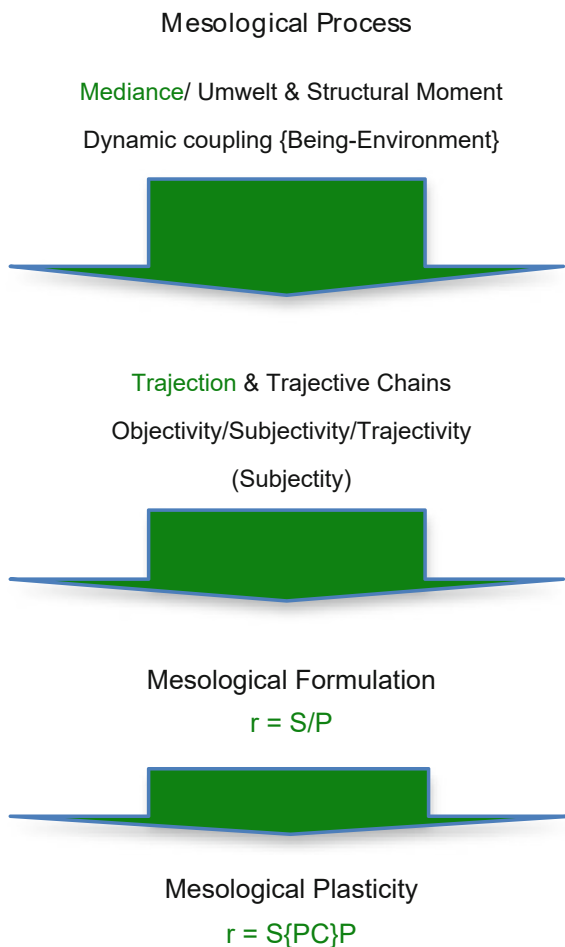 Mesological Process
Mediance/ Umwelt & Structural Moment
Dynamic coupling {Being-Environment}
Trajection & Trajective Chains
Objectivity/Subjectivity/Trajectivity
(Subjectity)
Mesological Formulation
r = S/P
Mesological Plasticity
r = S{PC}P